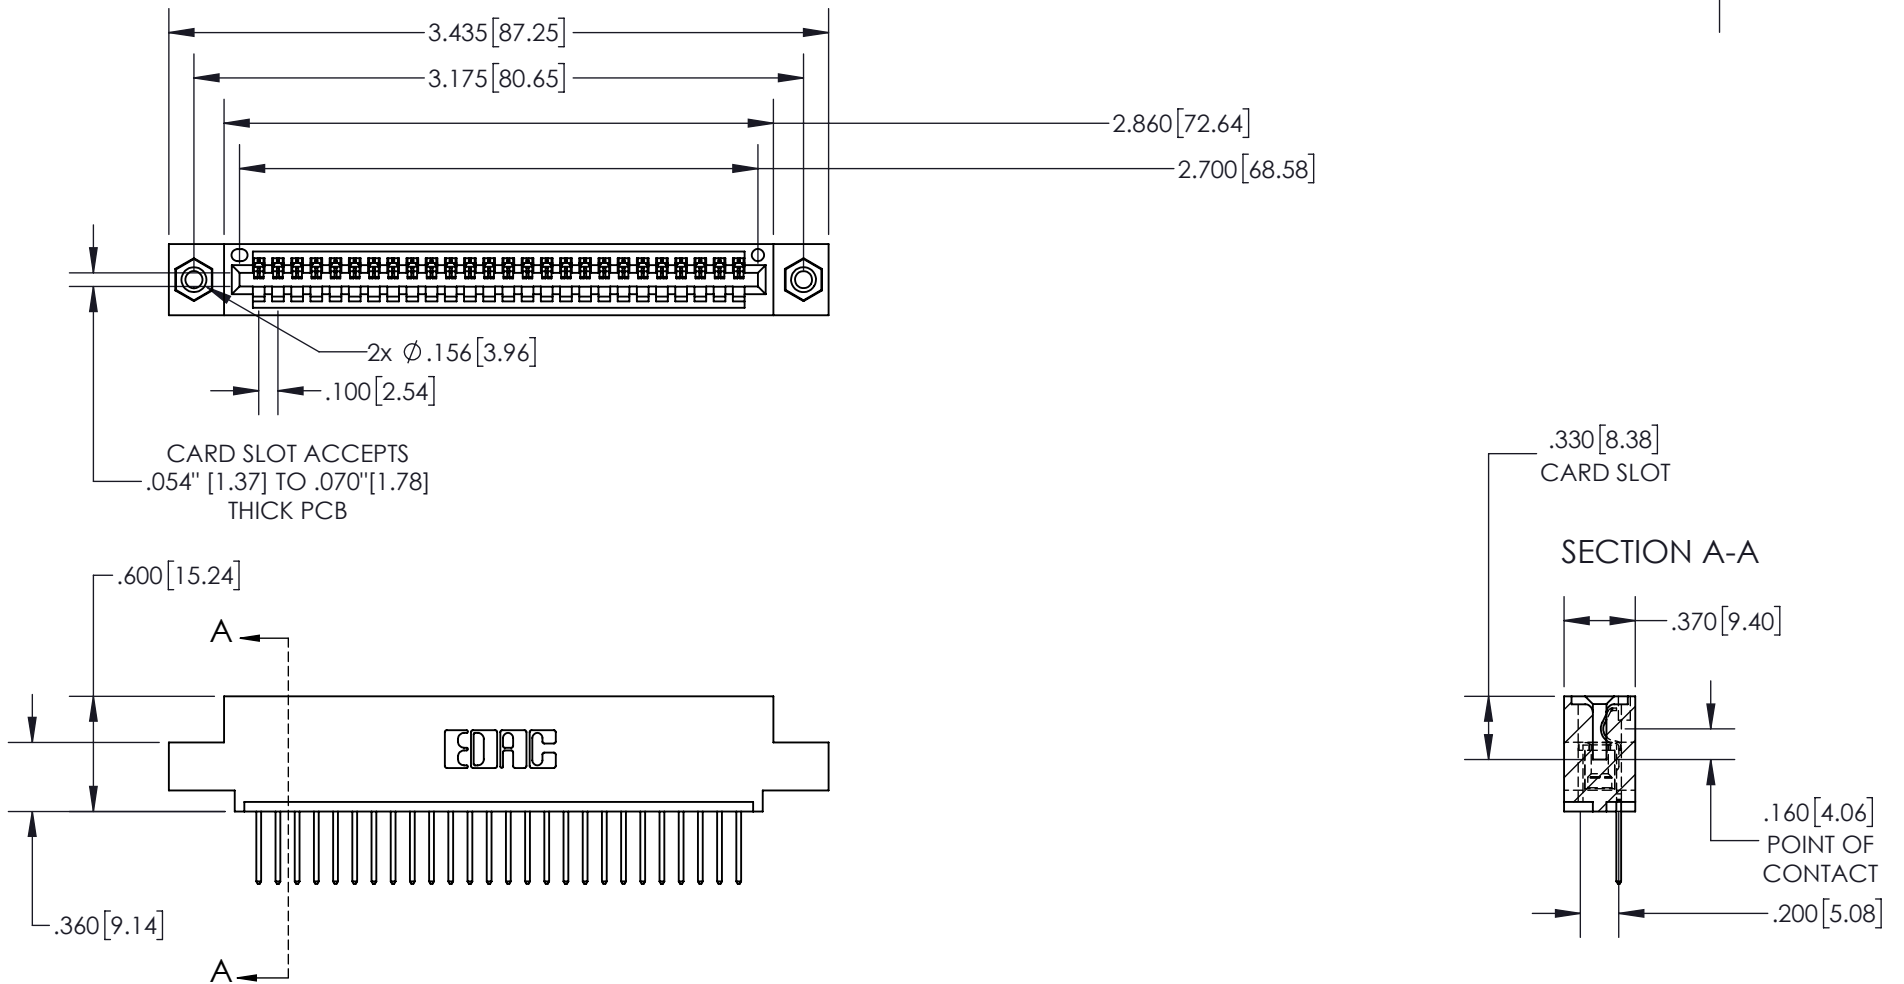 3.435[87.25]
3.175[80.65]
2.860[72.64]
2.700[68.58]
2x ⌀.156[3.96]
.100[2.54]
CARD SLOT ACCEPTS
.054" [1.37] TO .070"[1.78]
THICK PCB
.330[8.38]
CARD SLOT
SECTION A-A
.600[15.24]
.370[9.40]
A
EDAC
.160[4.06]
POINT OF
CONTACT
.200[5.08]
.360[9.14]
A